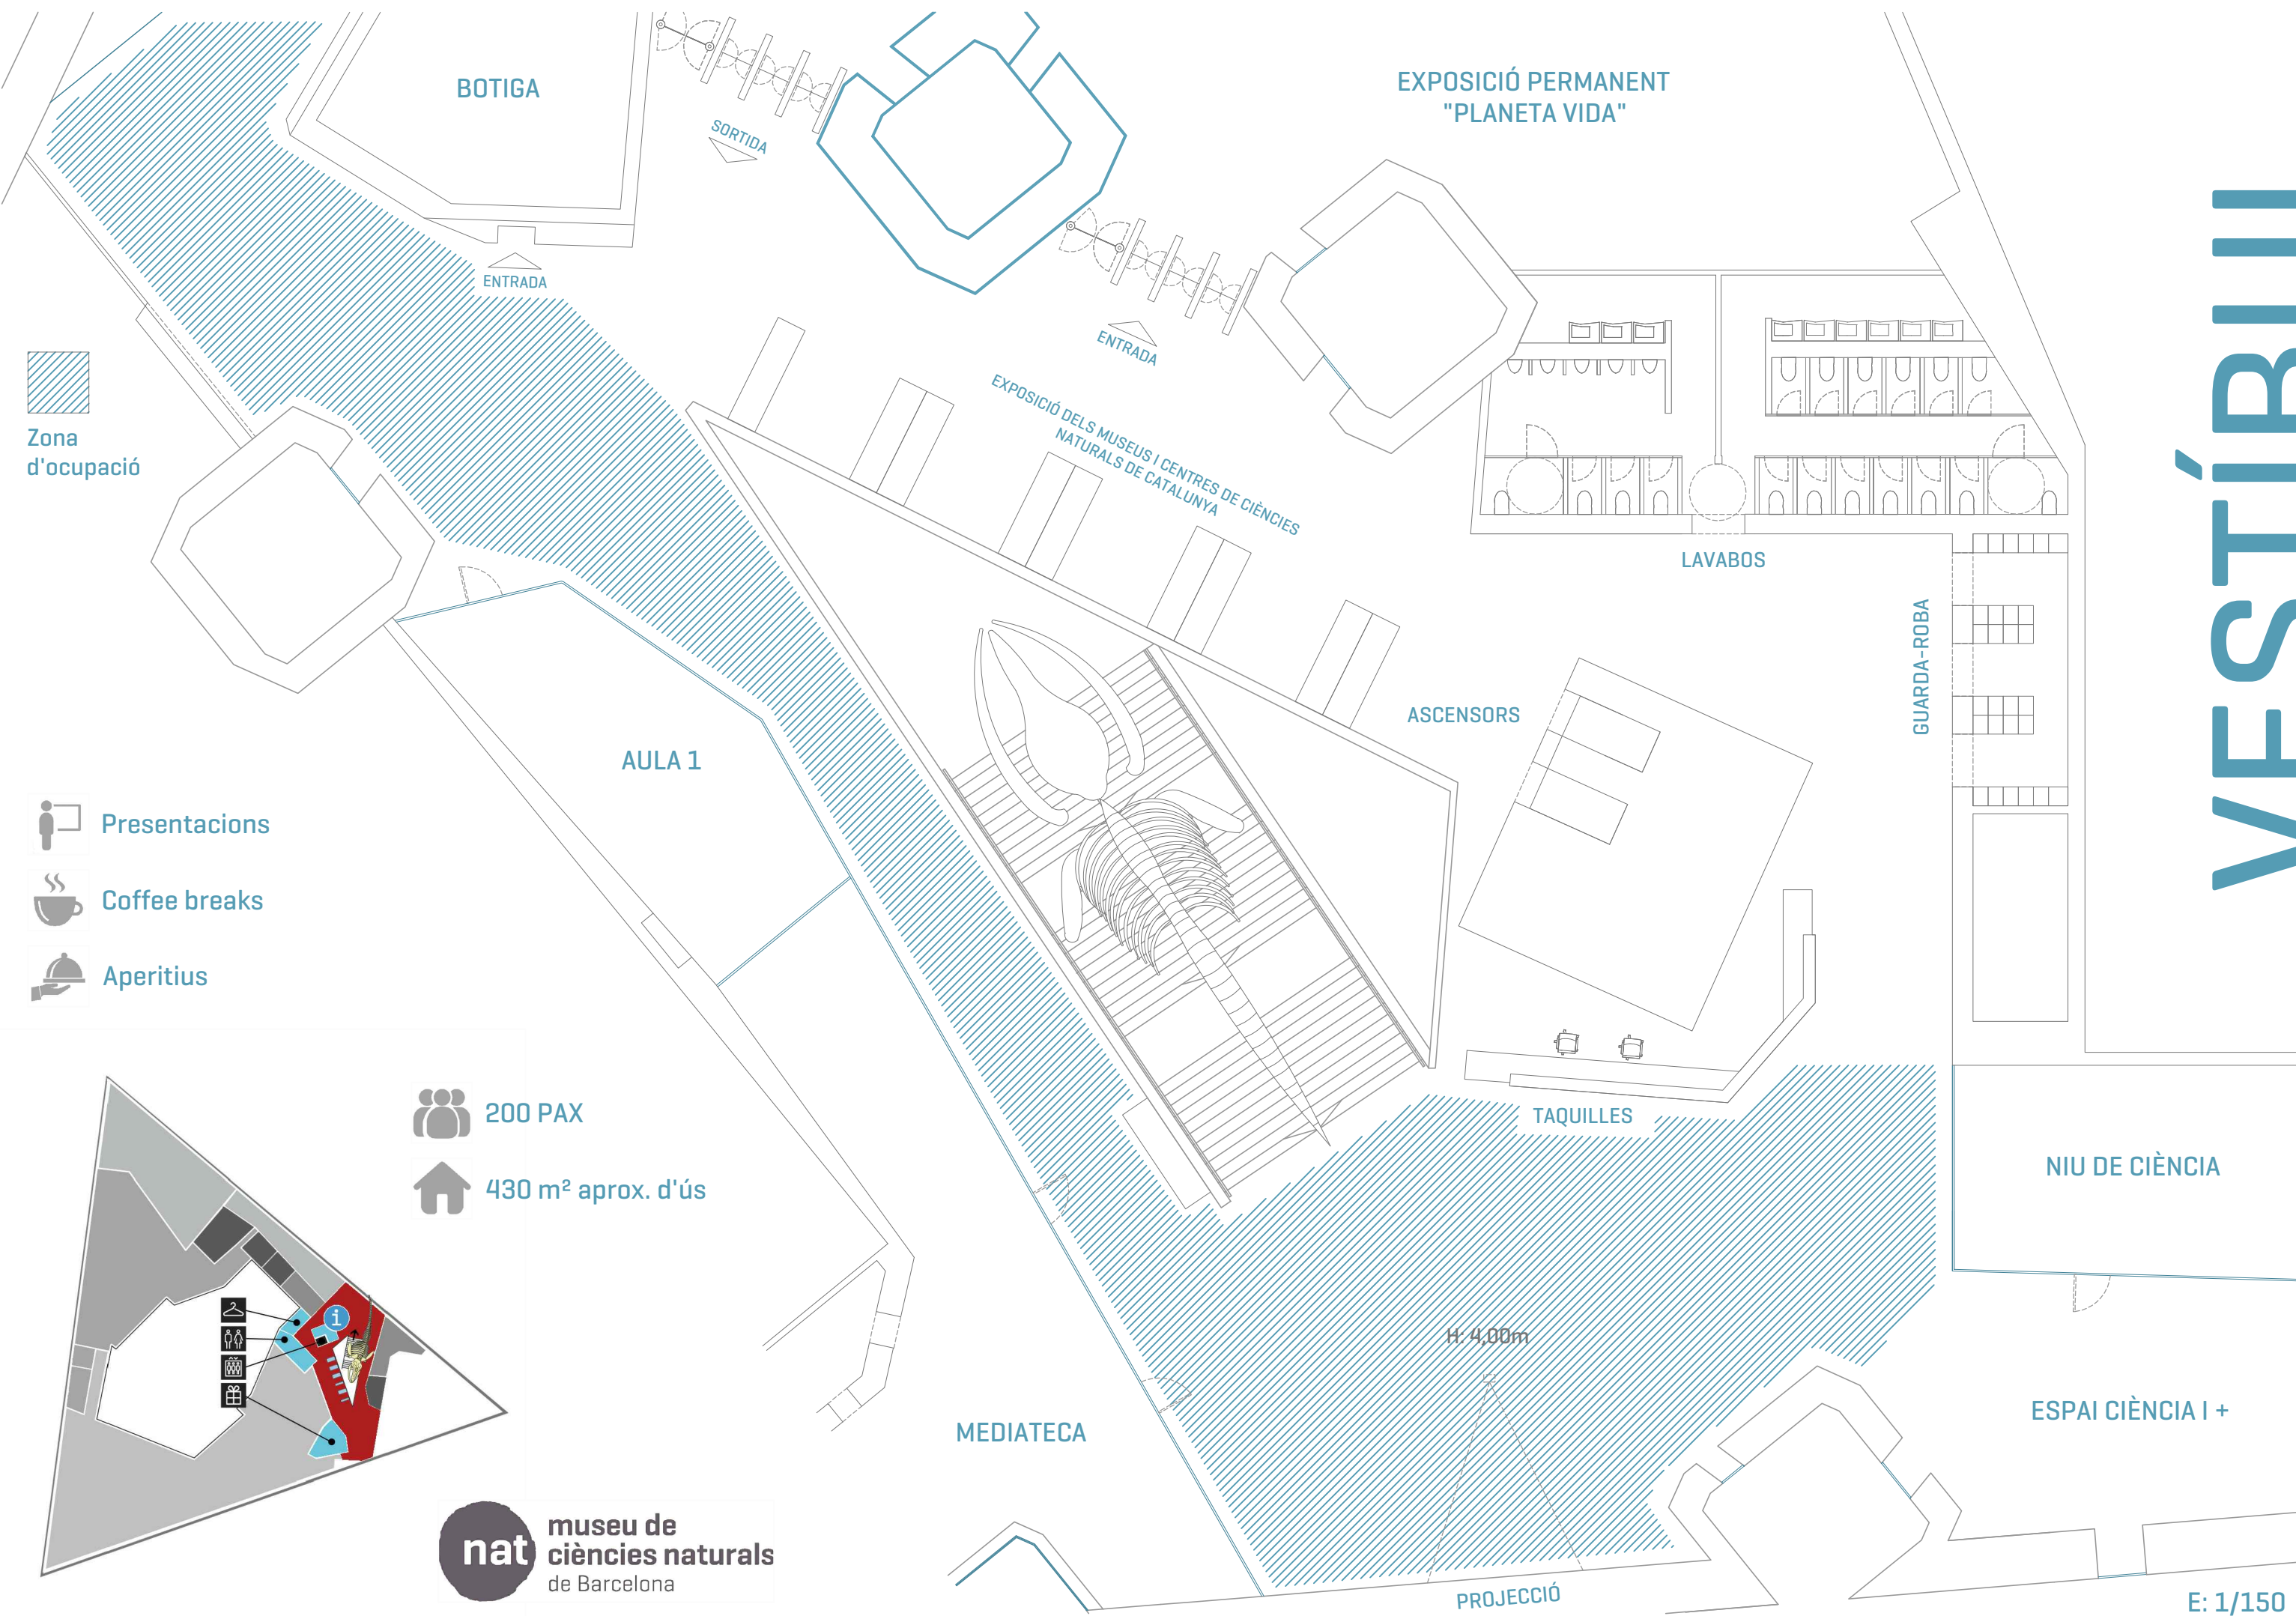 BOTIGA
SORTIDA
EXPOSICIÓ PERMANENT
"PLANETA VIDA"
ENTRADA
ENTRADA
EXPOSICIÓ DELS MUSEUS I CENTRES DE CIÈNCIES
NATURALS DE CATALUNYA
Zona
d'ocupació
LAVABOS
GUARDA-ROBA
VESTÍBUL
ASCENSORS
AULA 1
Presentacions
Coffee breaks
Aperitius
200 PAX
430 m² aprox. d'ús
TAQUILLES
NIU DE CIÈNCIA
i
H: 4,00m
ESPAI CIÈNCIA I +
MEDIATECA
nat
museu de
ciències naturals
de Barcelona
PROJECCIÓ
E: 1/150